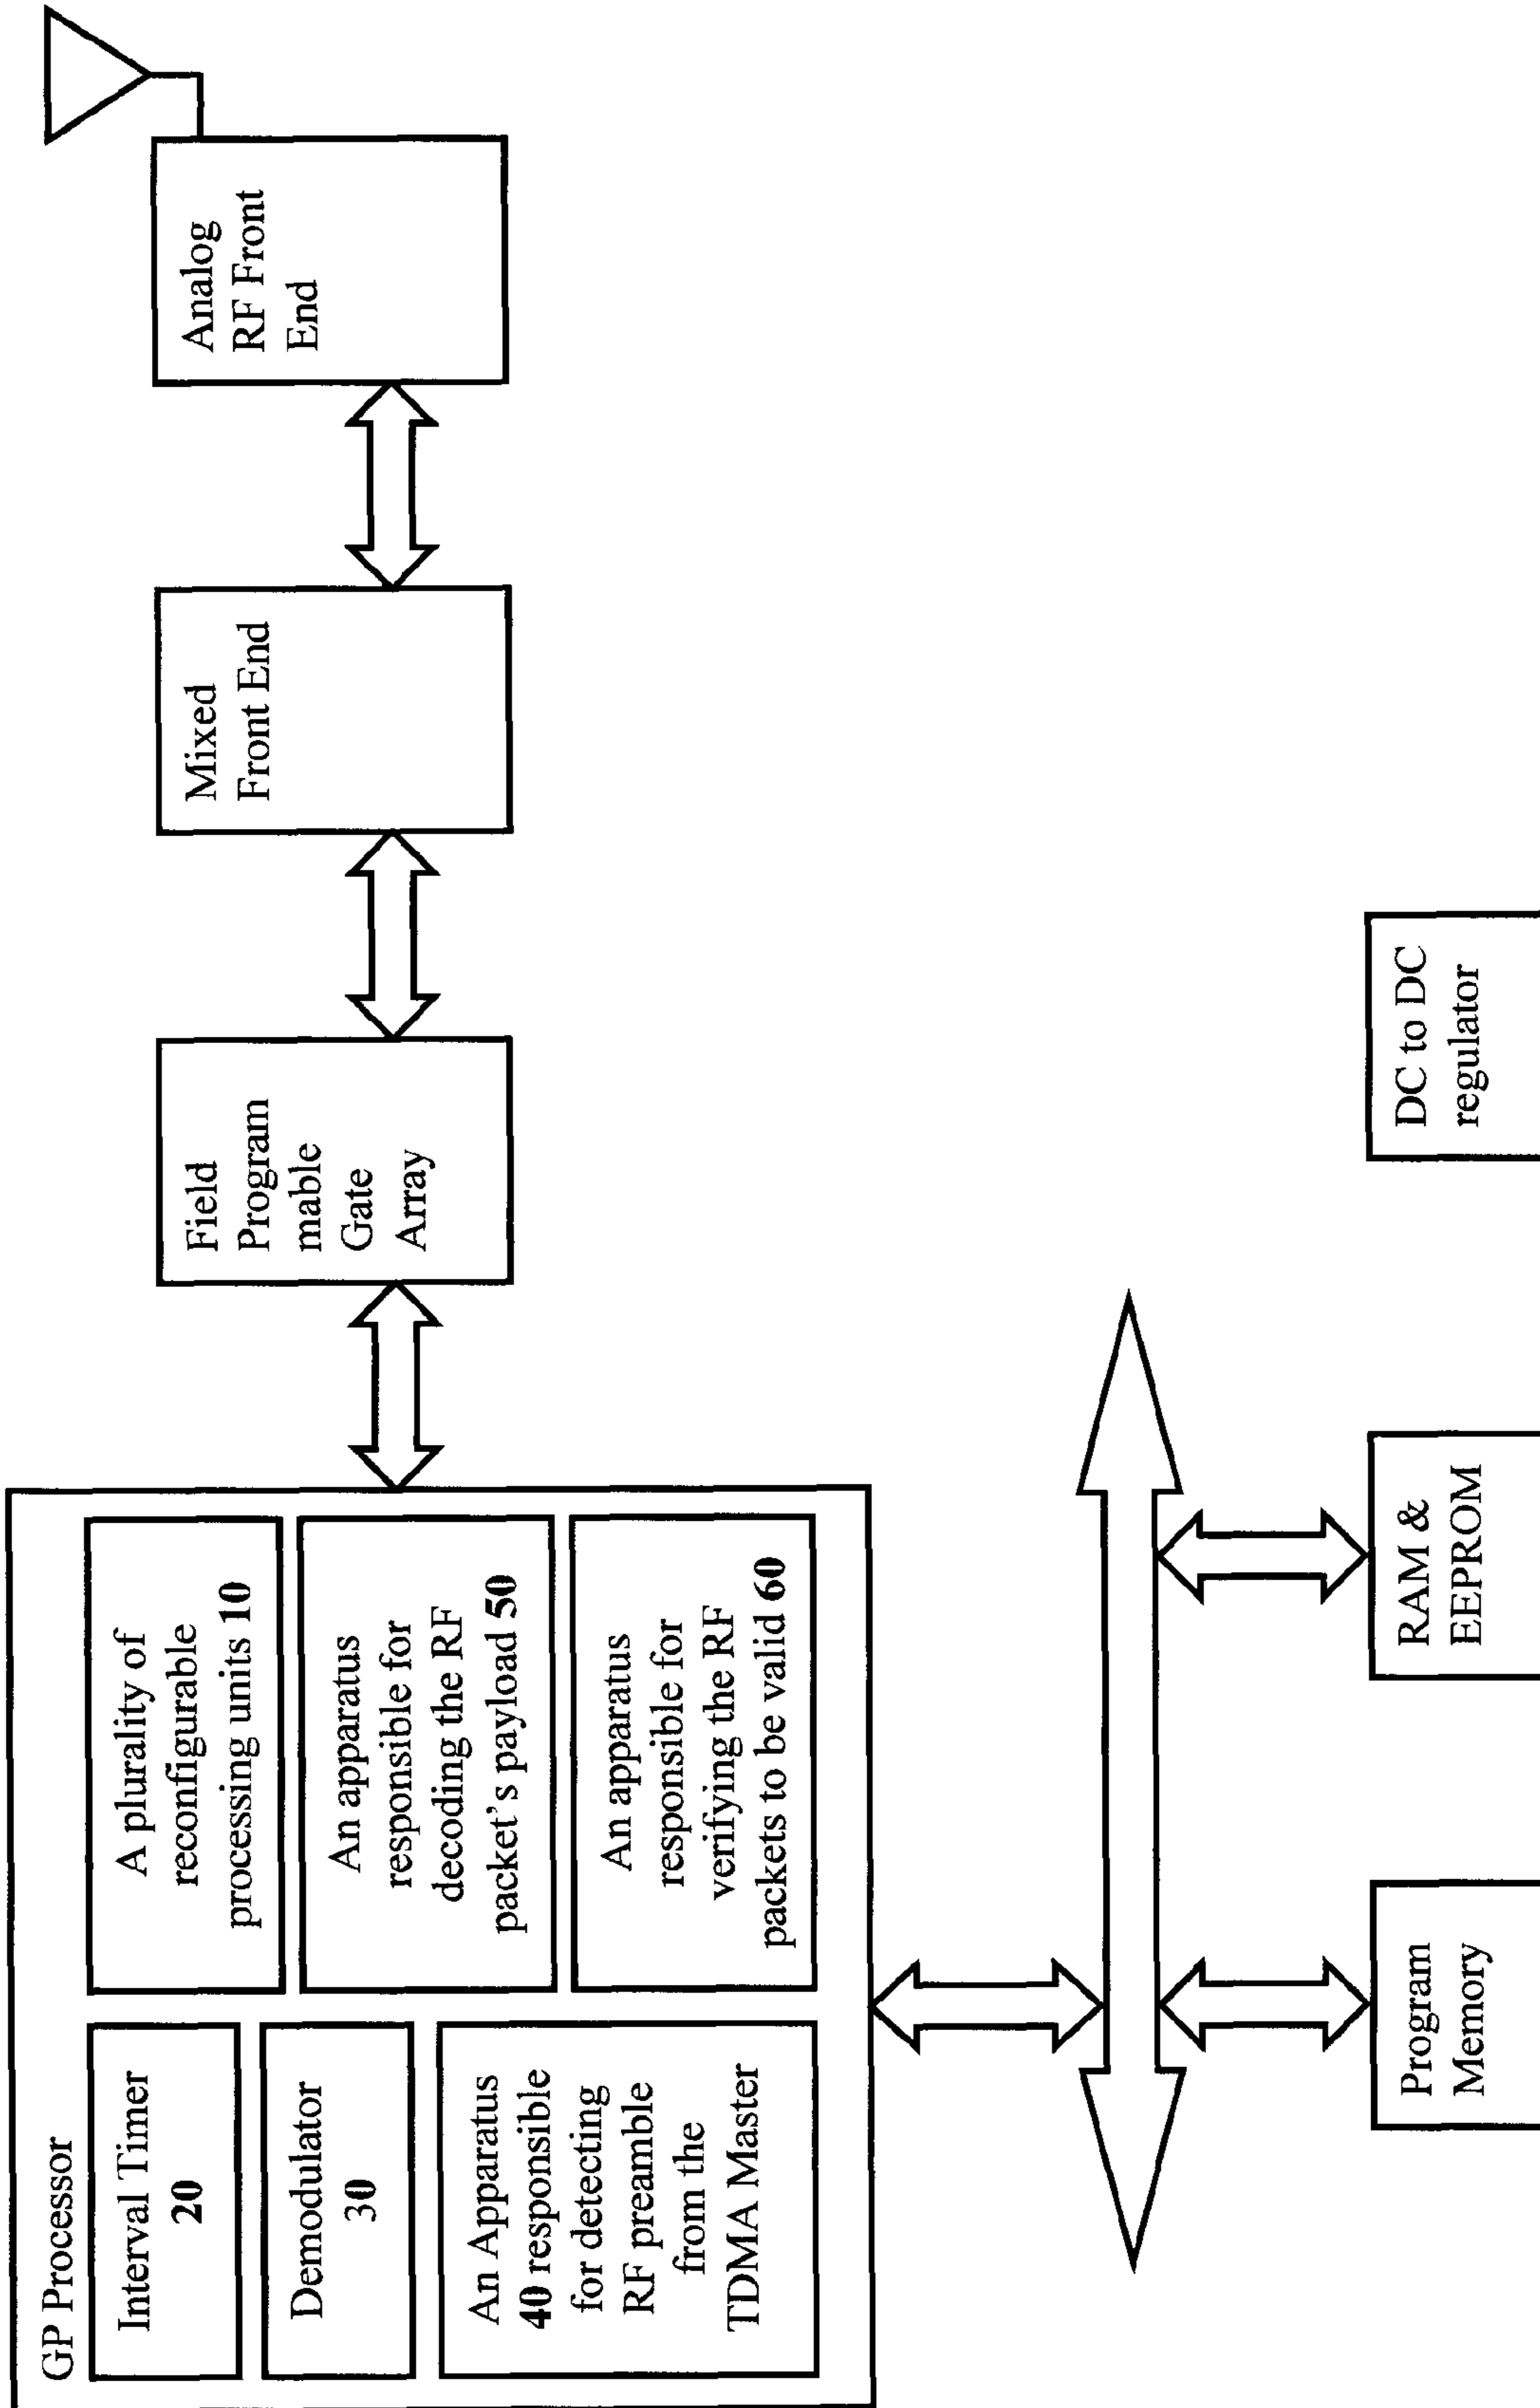 GP Processor
Interval Timer
20
Demodulator
30
An Apparatus
40 responsible
for detecting
RF preamble
from the
TDMA Master
A plurality of
reconfigurable
processing units 10
An apparatus
responsible for
decoding the RF
packet's payload 50
An apparatus
responsible for
verifying the RF
packets to be valid 60
Field
Program
mable
Gate
Array
Mixed
Front End
Analog
RF Front
End
Program
Memory
RAM &
EEPROM
DC to DC
regulator